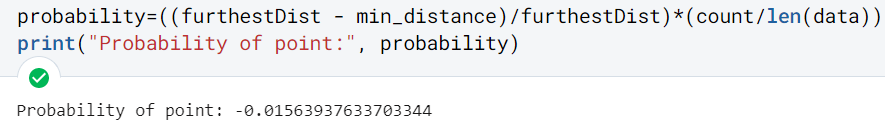 probability=((furthestDist - min_distance)/furthestDist)*(count/len(data))
print("Probability of point:", probability)
Probability of point: -0.01563937633703344